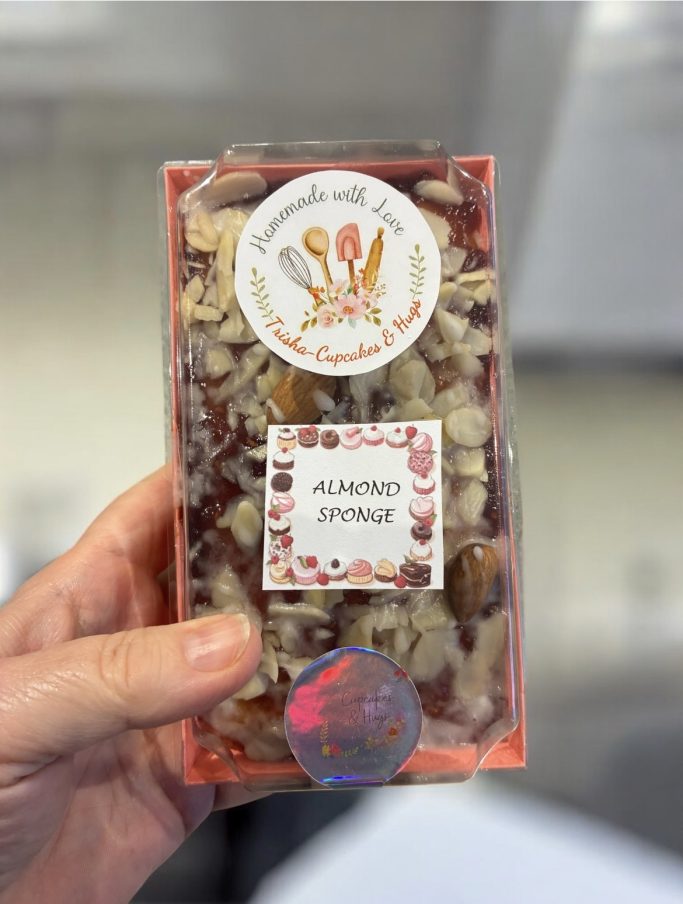 Homemade with Love
Trisha-Cupcakes & Hugs
ALMOND
SPONGE
Cupcakes
& Hugs